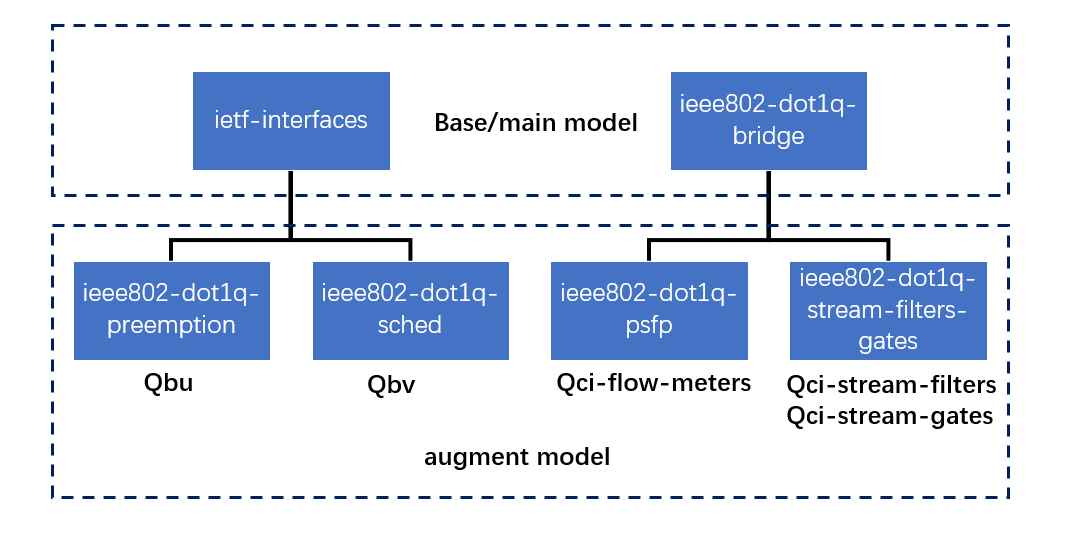 ietf-interfaces
Base/main model
ieee802-dot1q-
bridge
ieee802-dot1q-
preemption
ieee802-dot1q-
sched
ieee802-dot1q-
psfp
ieee802-dot1q-
stream-filters-
gates
Qbu
Qbv
Qci-flow-meters
Qci-stream-filters
Qci-stream-gates
augment model